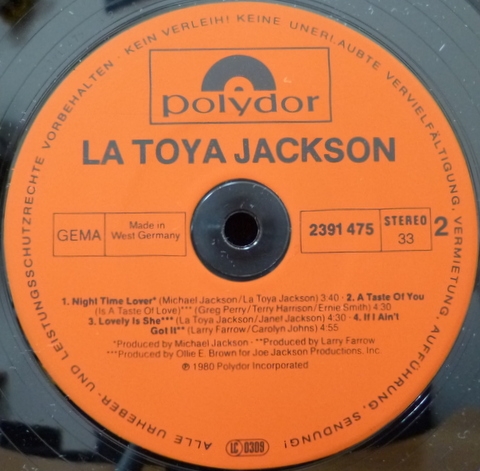 ALLE URHEBER- UND LEISTUNGSSCHUTZRECHTE VORBEHALTEN · KEIN VERLEIH! KEINE UNERLAUBTE VERVIELFÄLTIGUNG, VERMIETUNG, AUFFÜHRUNG, SENDUNG!
polydor
LA TOYA JACKSON
GEMA
Made in
West Germany
2391 475
STEREO
33
2
1. Night Time Lover* (Michael Jackson/La Toya Jackson) 3:40 · 2. A Taste Of You
(Is A Taste Of Love)*** (Greg Perry/Terry Harrison/Ernie Smith) 4:30
3. Lovely Is She*** (La Toya Jackson/Janet Jackson) 4:30 · 4. If I Ain't
Got It** (Larry Farrow/Carolyn Johns) 4:55
*Produced by Michael Jackson · **Produced by Larry Farrow
***Produced by Ollie E. Brown for Joe Jackson Productions, Inc.
℗ 1980 Polydor Incorporated
LC 0309